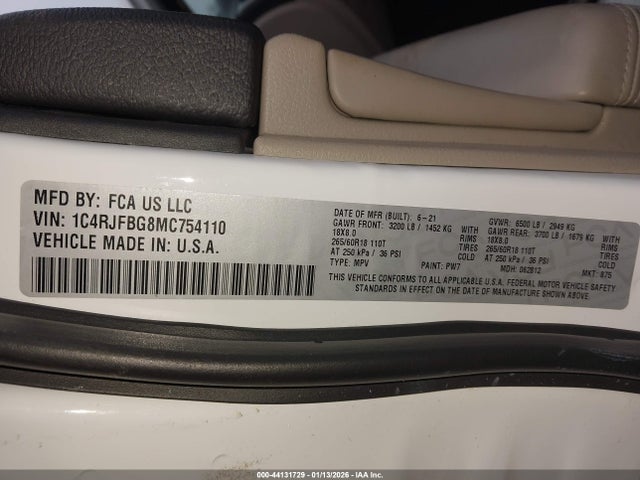 MFD BY: FCA US LLC
VIN: 1C4RJFBG8MC754110
VEHICLE MADE IN: U.S.A.
DATE OF MFR (BUILT): 6-21 GVWR: 6500 LB / 2949 KG
GAWR FRONT: 3200 LB / 1452 KG WITH GAWR REAR: 3700 LB / 1679 KG WITH
18X8.0 RIMS 18X8.0 RIMS
265/60R18 110T TIRES 265/60R18 110T TIRES
AT 250 kPa / 36 PSI COLD AT 250 kPa / 36 PSI COLD
TYPE: MPV PAINT: PW7 MDH: 062812 MKT: 875
THIS VEHICLE CONFORMS TO ALL APPLICABLE U.S.A. FEDERAL MOTOR VEHICLE SAFETY
STANDARDS IN EFFECT ON THE DATE OF MANUFACTURE SHOWN ABOVE.
000-44131729 - 01/13/2026 - IAA Inc.